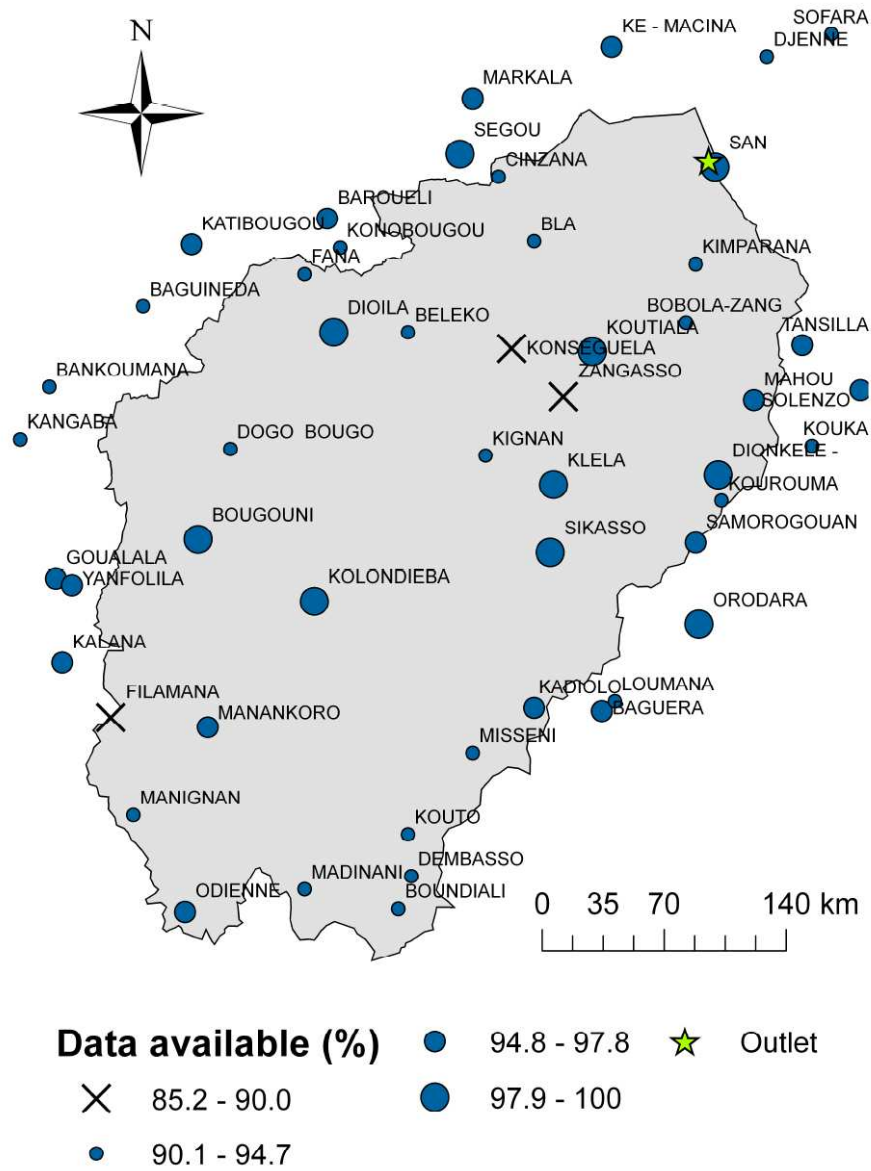 SOFARA
N
KE - MACINA
DJENNE
MARKALA
SEGOU
SAN
CINZANA
BAROUELI
KATIBOUGOU
KONOBOUGOU
BLA
FANA
KIMPARANA
BAGUINEDA
DIOILA
BELEKO
BOBOLA-ZANG
KOUTIALA
TANSILLA
KONSEGUELA
ZANGASSO
BANKOUMANA
MAHOU
SOLENZO
KANGABA
DOGO BOUGO
KOUKA
KIGNAN
DIONKELE -
KLELA
KOUROUMA
BOUGOUNI
SIKASSO
SAMOROGOUAN
GOUALALA
YANFOLILA
KOLONDIEBA
ORODARA
KALANA
FILAMANA
KADIOLO
LOUMANA
BAGUERA
MANANKORO
MISSENI
MANIGNAN
KOUTO
DEMBASSO
MADINANI
BOUNDIALI
ODIENNE
0 35 70 140 km
Data available (%)
85.2 - 90.0
90.1 - 94.7
94.8 - 97.8
97.9 - 100
Outlet